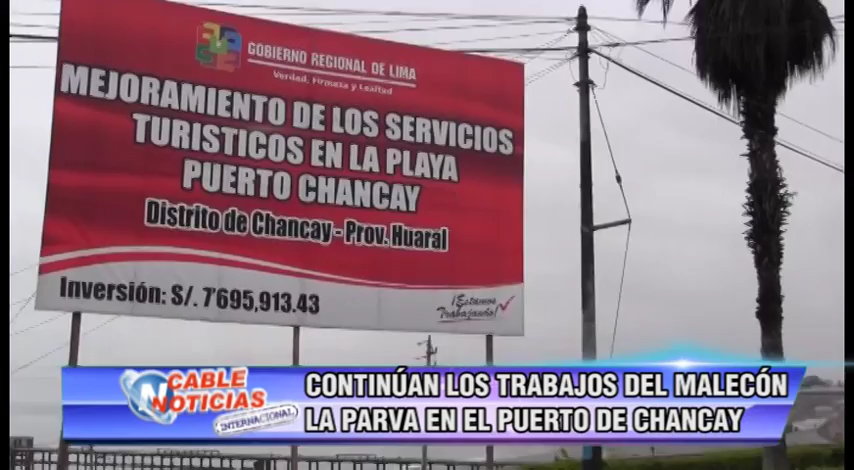 GOBIERNO REGIONAL DE LIMA
Verdad, Firmeza y Lealtad
MEJORAMIENTO DE LOS SERVICIOS
TURISTICOS EN LA PLAYA
PUERTO CHANCAY
Distrito de Chancay - Prov. Huaral
Inversión: S/. 7'695,913.43
¡Estamos
Trabajando!
CABLE
NOTICIAS
INTERNACIONAL
CONTINÚAN LOS TRABAJOS DEL MALECÓN
LA PARVA EN EL PUERTO DE CHANCAY